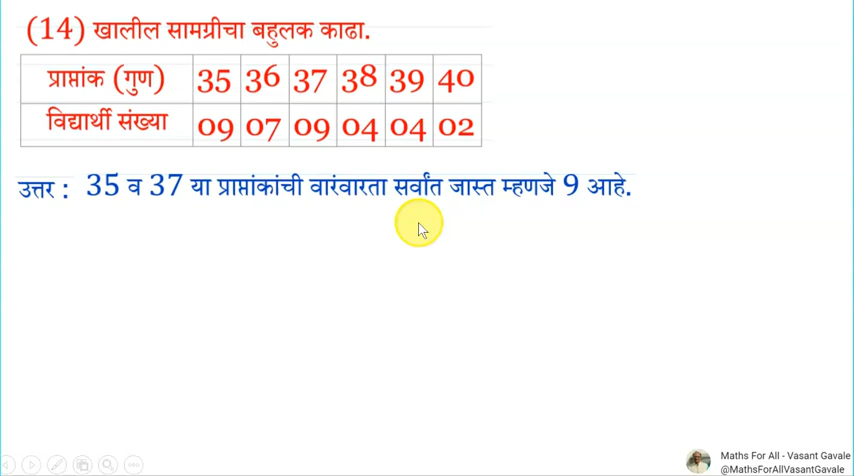 (14) खालील सामग्रीचा बहुलक काढा.
प्राप्तांक (गुण) 35 36 37 38 39 40
विद्यार्थी संख्या 09 07 09 04 04 02
उत्तर : 35 व 37 या प्राप्तांकांची वारंवारता सर्वांत जास्त म्हणजे 9 आहे.
Maths For All - Vasant Gavale
@MathsForAllVasantGavale